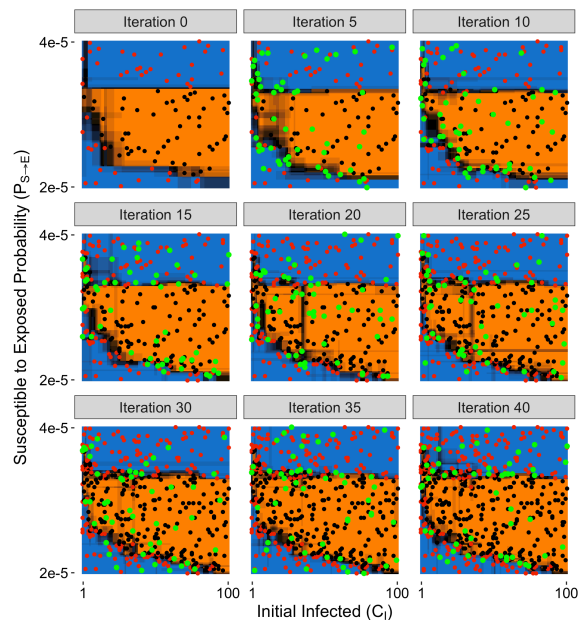 Iteration 0 Iteration 5 Iteration 10
4e-5
2e-5
Iteration 15 Iteration 20 Iteration 25
4e-5
2e-5
Iteration 30 Iteration 35 Iteration 40
4e-5
2e-5
1 100 1 100 1 100
Initial Infected (C_I)
Susceptible to Exposed Probability (P_S→E)